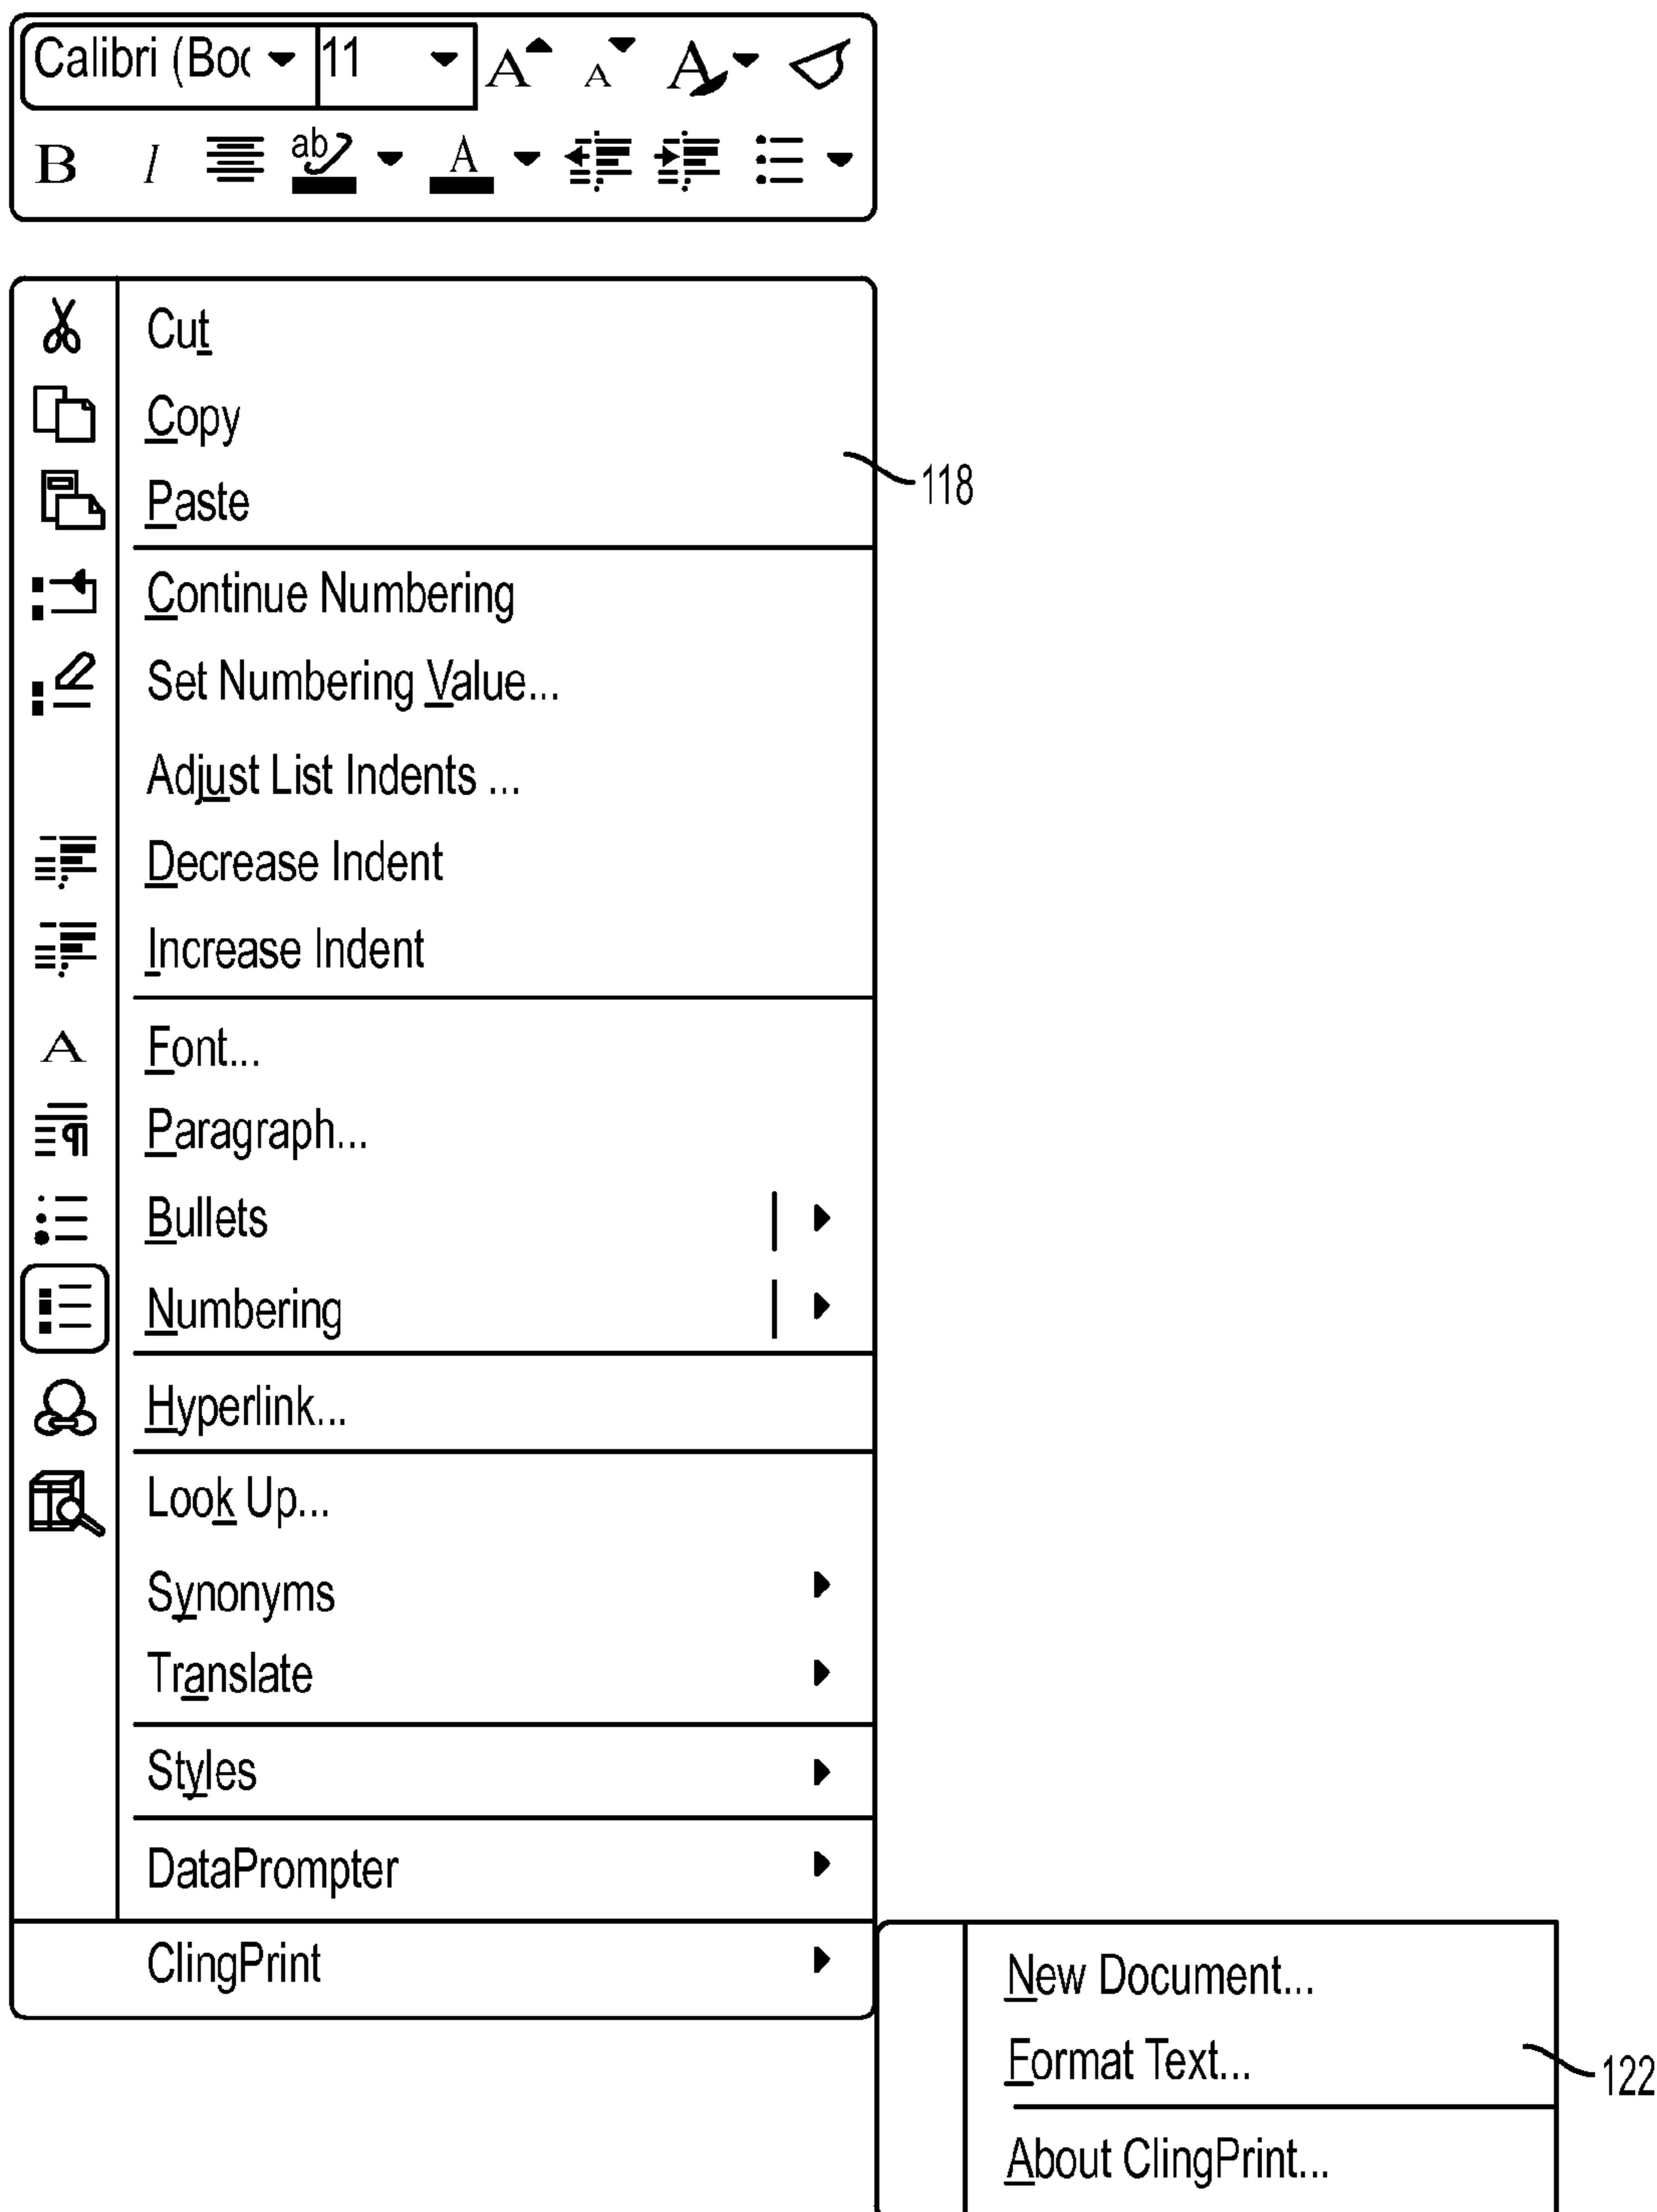 Calibri (Boc 11 A A A
B I ab A
Cut
Copy
118
Paste
Continue Numbering
Set Numbering Value...
Adjust List Indents ...
Decrease Indent
Increase Indent
A Font...
Paragraph...
Bullets
Numbering
Hyperlink...
Look Up...
Synonyms
Translate
Styles
DataPrompter
ClingPrint
New Document...
Format Text...
122
About ClingPrint...